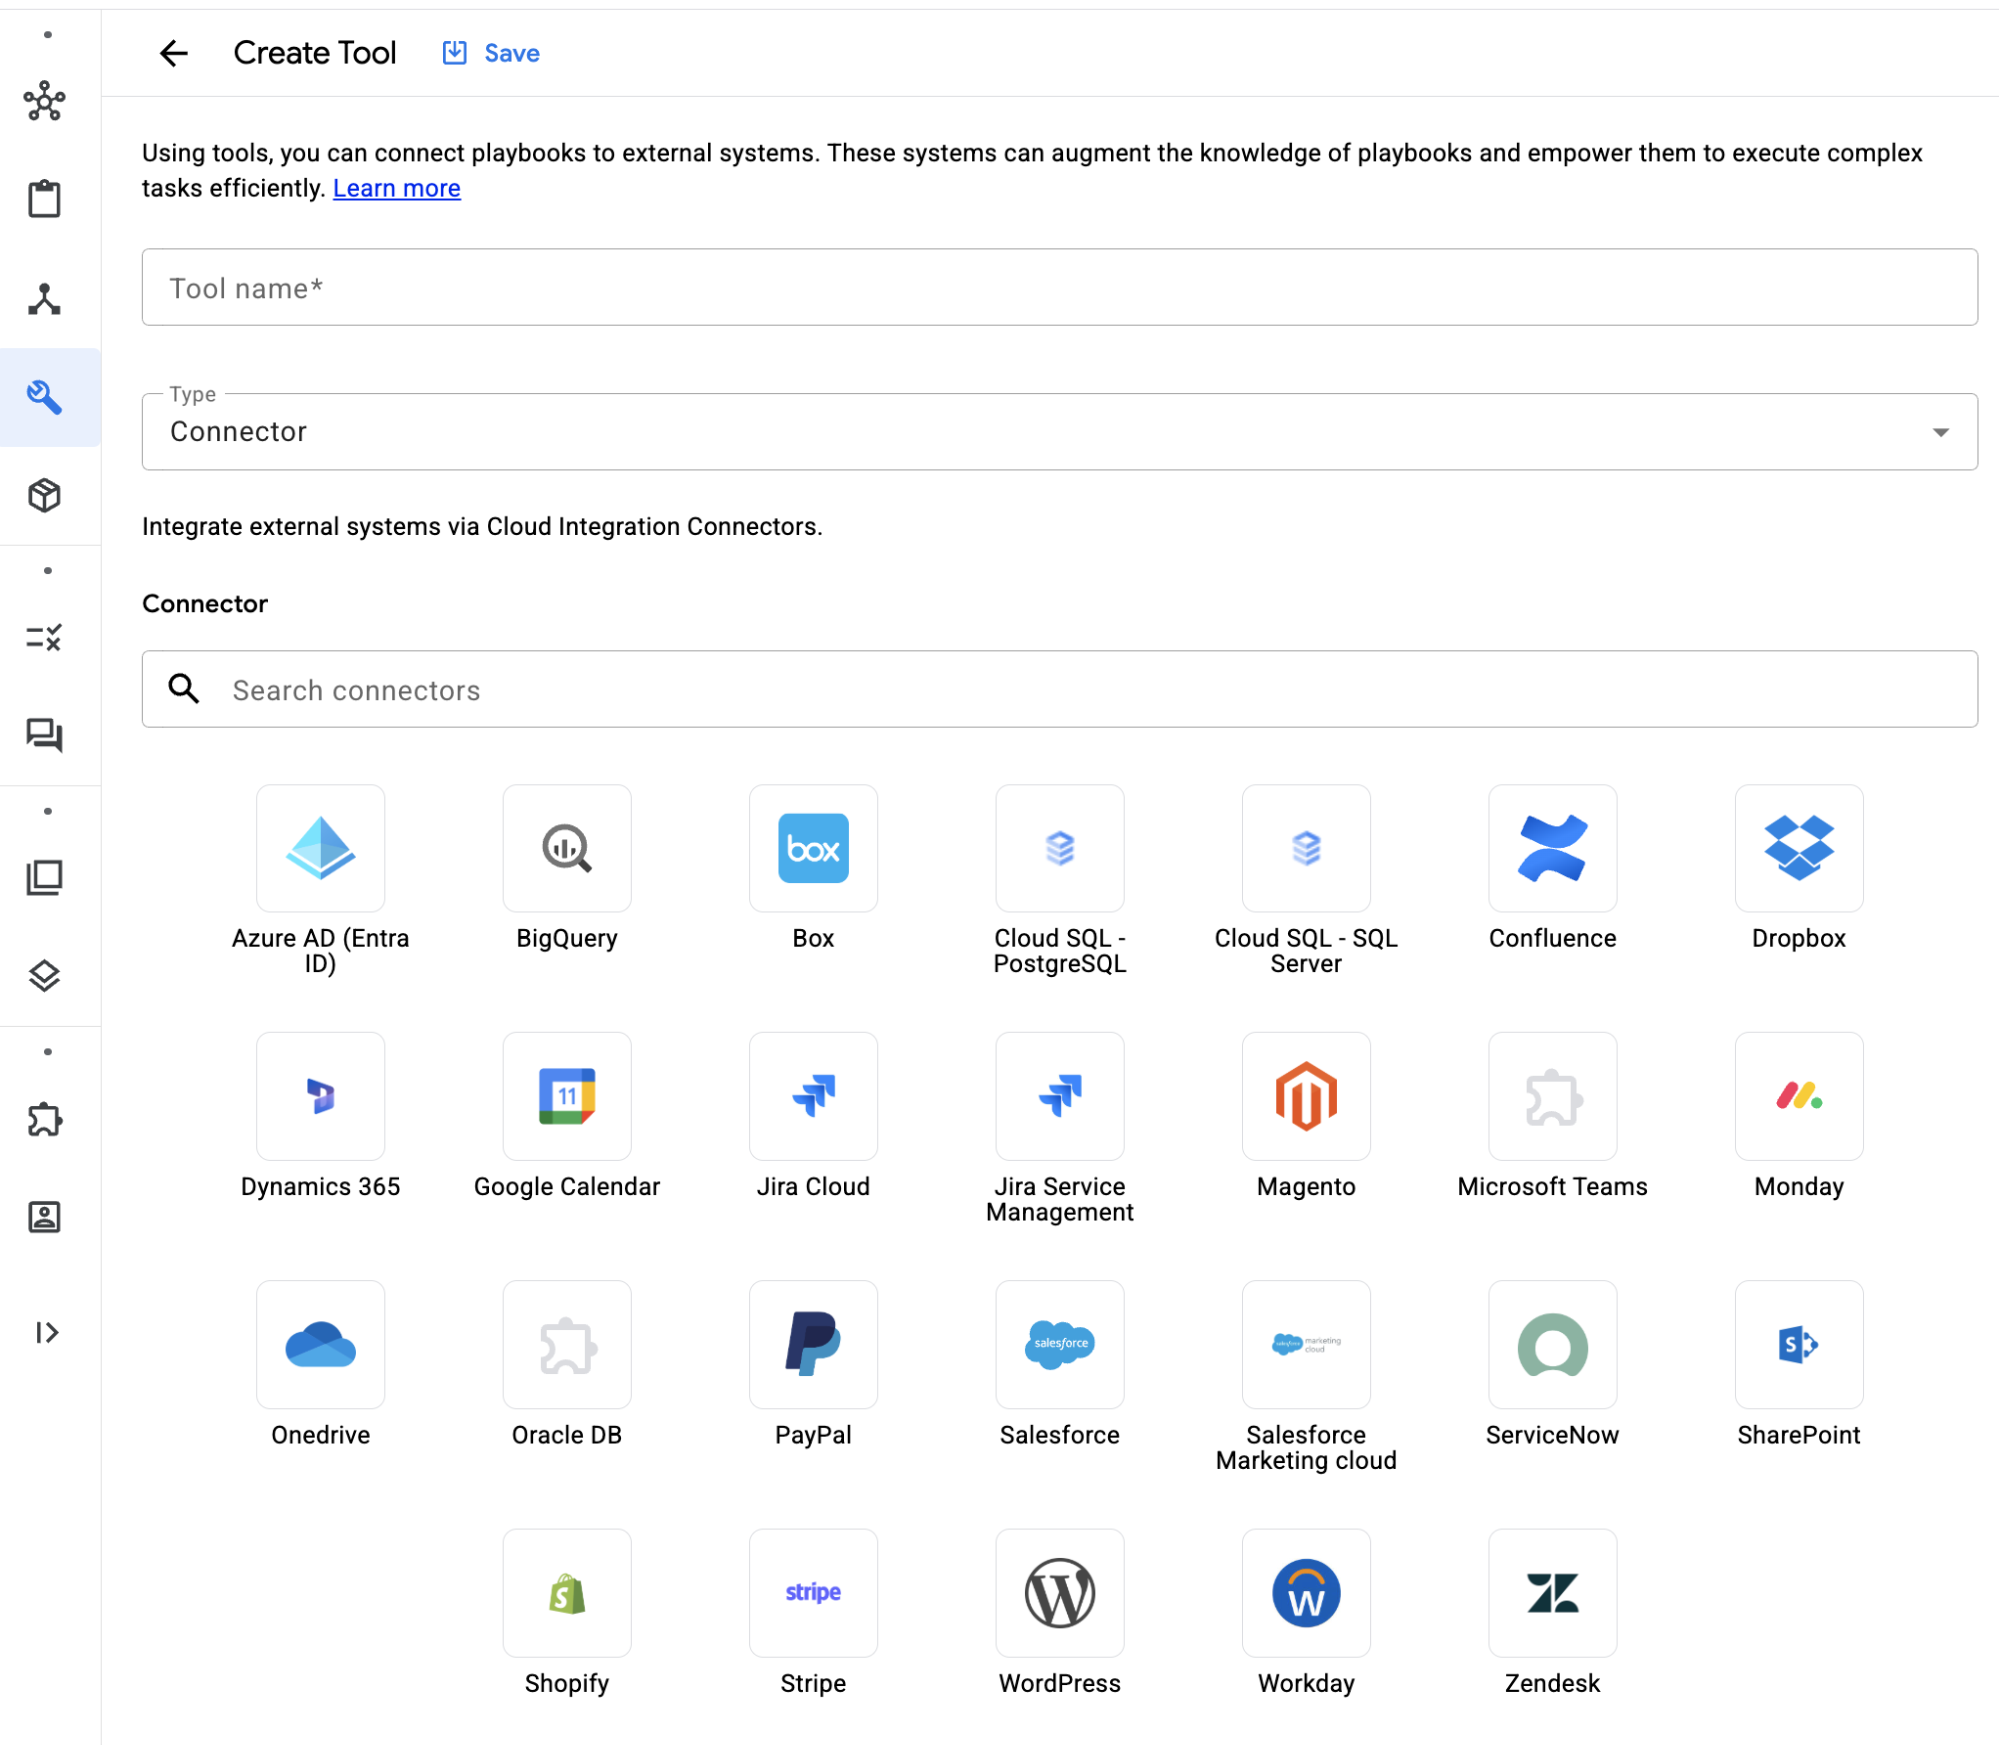 Create Tool
Save
Using tools, you can connect playbooks to external systems. These systems can augment the knowledge of playbooks and empower them to execute complex
tasks efficiently. Learn more
Tool name*
Type
Connector
Integrate external systems via Cloud Integration Connectors.
Connector
Search connectors
box
Azure AD (Entra
ID)
BigQuery
Box
Cloud SQL -
PostgreSQL
Cloud SQL - SQL
Server
Confluence
Dropbox
11
Dynamics 365
Google Calendar
Jira Cloud
Jira Service
Management
Magento
Microsoft Teams
Monday
salesforce
salesforce marketing
cloud
S
Onedrive
Oracle DB
PayPal
Salesforce
Salesforce
Marketing cloud
ServiceNow
SharePoint
S
stripe
W
W
Shopify
Stripe
WordPress
Workday
Zendesk